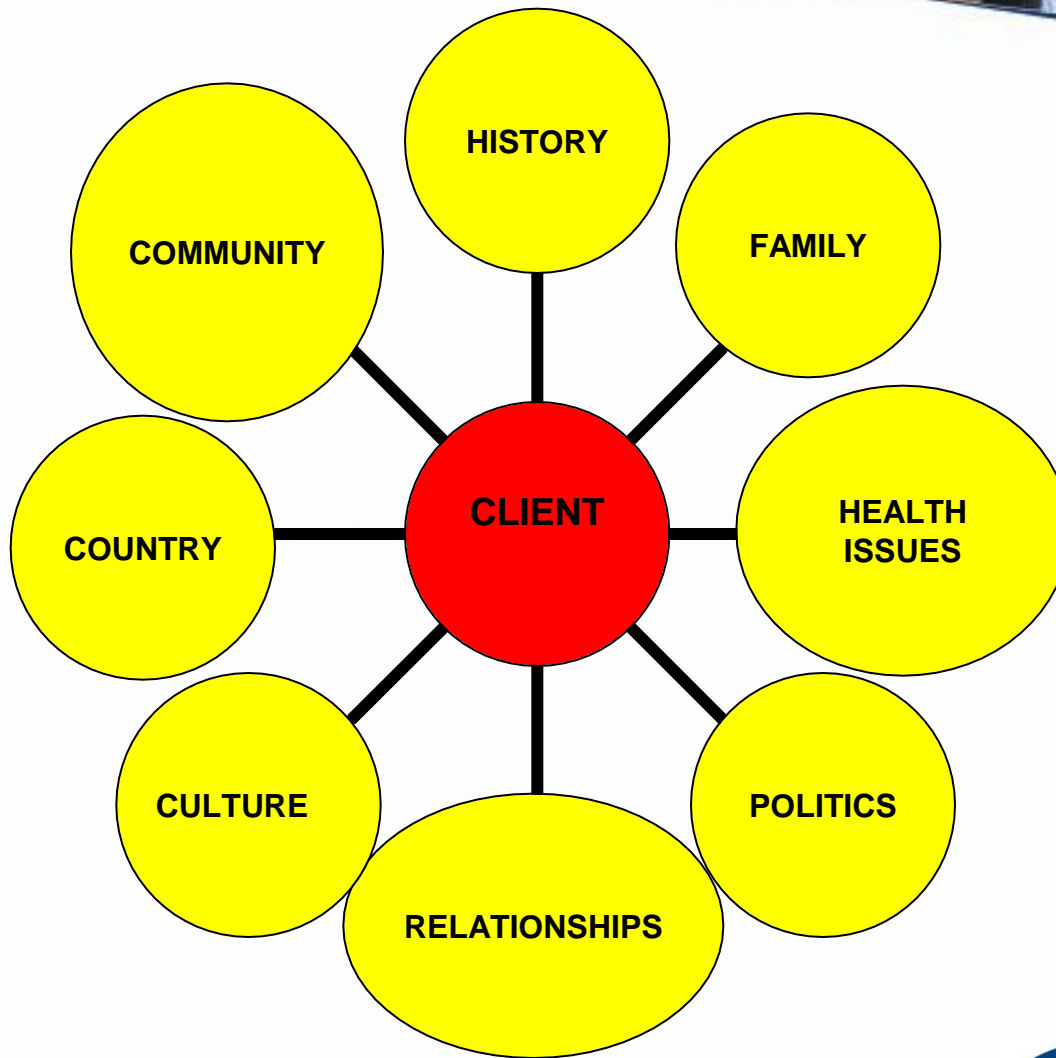 HISTORY
FAMILY
COMMUNITY
CLIENT
HEALTH
ISSUES
COUNTRY
CULTURE
POLITICS
RELATIONSHIPS